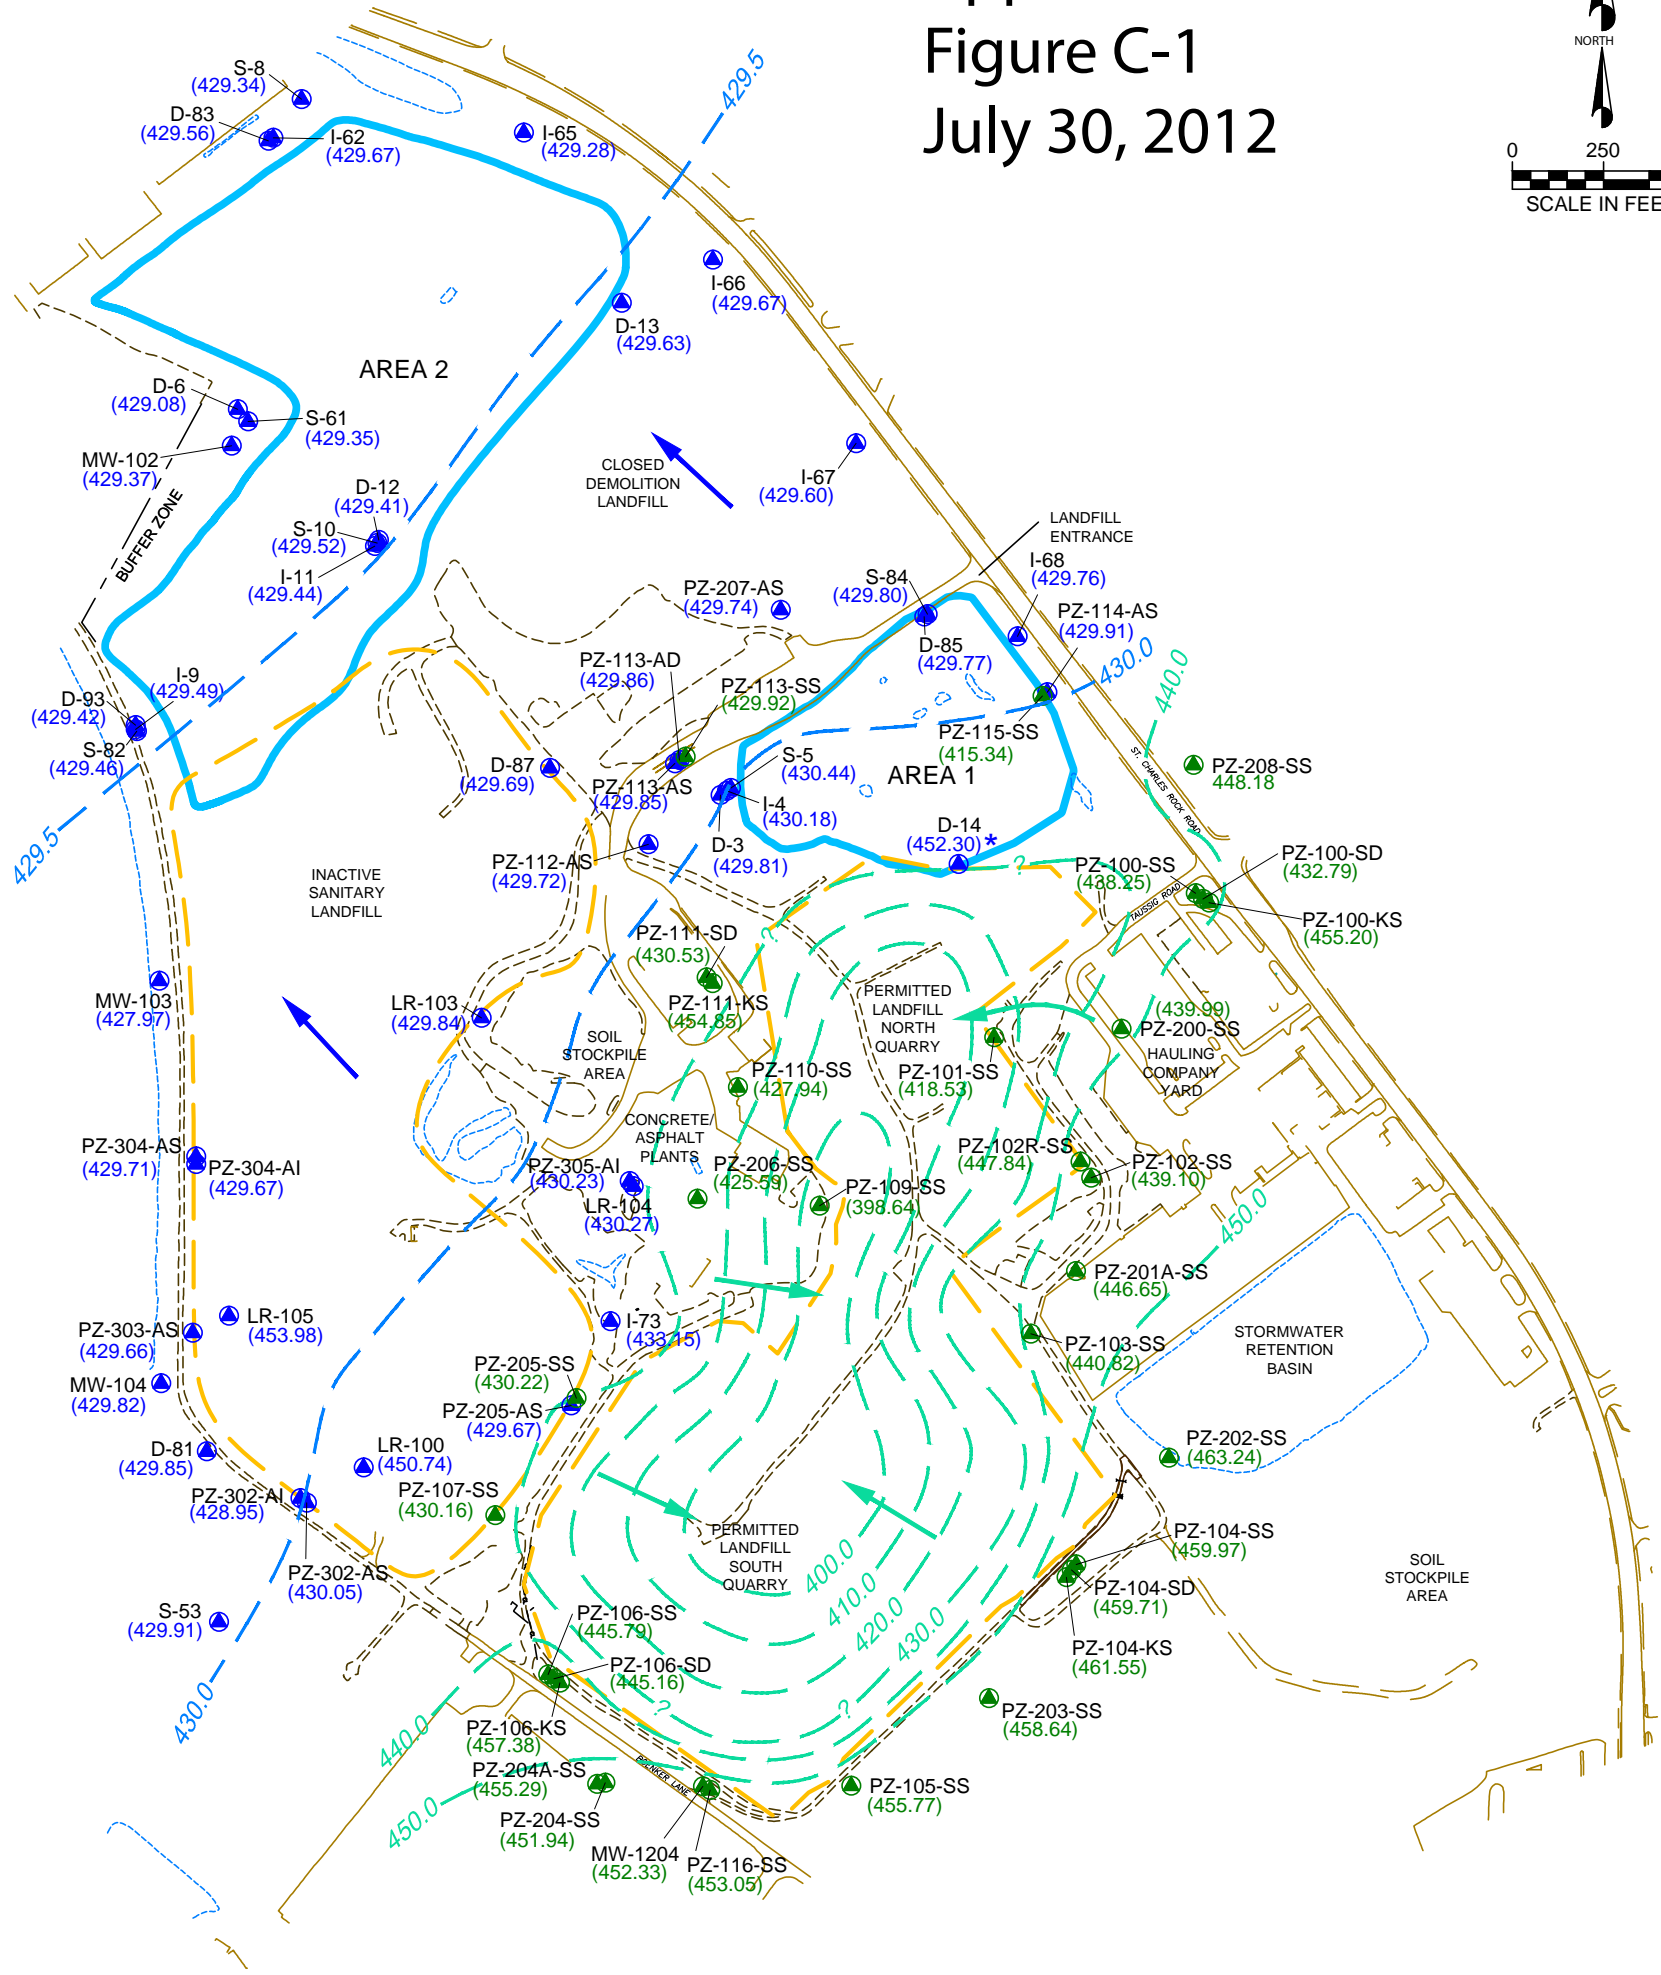 Figure C-1
July 30, 2012
NORTH
0 250
SCALE IN FEE
429.5
S-8
(429.34)
D-83
(429.56)
I-62
(429.67)
I-65
(429.28)
I-66
(429.67)
D-13
(429.63)
AREA 2
D-6
(429.08)
S-61
(429.35)
MW-102
(429.37)
BUFFER ZONE
D-12
(429.41)
S-10
(429.52)
I-11
(429.44)
CLOSED
DEMOLITION
LANDFILL
I-67
(429.60)
LANDFILL
ENTRANCE
I-68
(429.76)
S-84
(429.80)
PZ-207-AS
(429.74)
PZ-114-AS
(429.91)
D-85
(429.77)
430.0
440.0
PZ-113-AD
(429.86)
PZ-113-SS
(429.92)
I-9
(429.49)
D-93
(429.42)
S-82
(429.46)
429.5
PZ-115-SS
(415.34)
ST. CHARLES ROCK ROAD
PZ-208-SS
448.18
D-87
(429.69)
PZ-113-AS
(429.85)
S-5
(430.44)
AREA 1
I-4
(430.18)
D-3
(429.81)
D-14
(452.30) *
PZ-112-AS
(429.72)
?
PZ-100-SS
(438.25)
PZ-100-SD
(432.79)
TAUSSIG ROAD
PZ-100-KS
(455.20)
INACTIVE
SANITARY
LANDFILL
PZ-111-SD
(430.53)
?
PZ-111-KS
(454.85)
MW-103
(427.97)
LR-103
(429.84)
SOIL
STOCKPILE
AREA
PERMITTED
LANDFILL
NORTH
QUARRY
(439.99)
PZ-200-SS
HAULING
COMPANY
YARD
PZ-110-SS
(427.94)
PZ-101-SS
(418.53)
CONCRETE/
ASPHALT
PLANTS
PZ-304-AS
(429.71)
PZ-304-AI
(429.67)
PZ-305-AI
(430.23)
LR-104
(430.27)
PZ-206-SS
(425.59)
PZ-109-SS
(398.64)
PZ-102R-SS
(447.84)
PZ-102-SS
(439.10)
450.0
PZ-201A-SS
(446.65)
LR-105
(453.98)
PZ-303-AS
(429.66)
I-73
(433.15)
PZ-103-SS
(440.82)
STORMWATER
RETENTION
BASIN
MW-104
(429.82)
PZ-205-SS
(430.22)
PZ-205-AS
(429.67)
D-81
(429.85)
LR-100
(450.74)
PZ-202-SS
(463.24)
PZ-107-SS
(430.16)
PZ-302-AI
(428.95)
PZ-302-AS
(430.05)
PERMITTED
LANDFILL
SOUTH
QUARRY
400.0
410.0
420.0
430.0
PZ-104-SS
(459.97)
PZ-104-SD
(459.71)
PZ-104-KS
(461.55)
SOIL
STOCKPILE
AREA
S-53
(429.91)
PZ-106-SS
(445.79)
PZ-106-SD
(445.16)
430.0
?
?
PZ-203-SS
(458.64)
PZ-106-KS
(457.38)
440.0
PZ-204A-SS
(455.29)
BOENKER LANE
PZ-105-SS
(455.77)
450.0
PZ-204-SS
(451.94)
MW-1204
(452.33)
PZ-116-SS
(453.05)